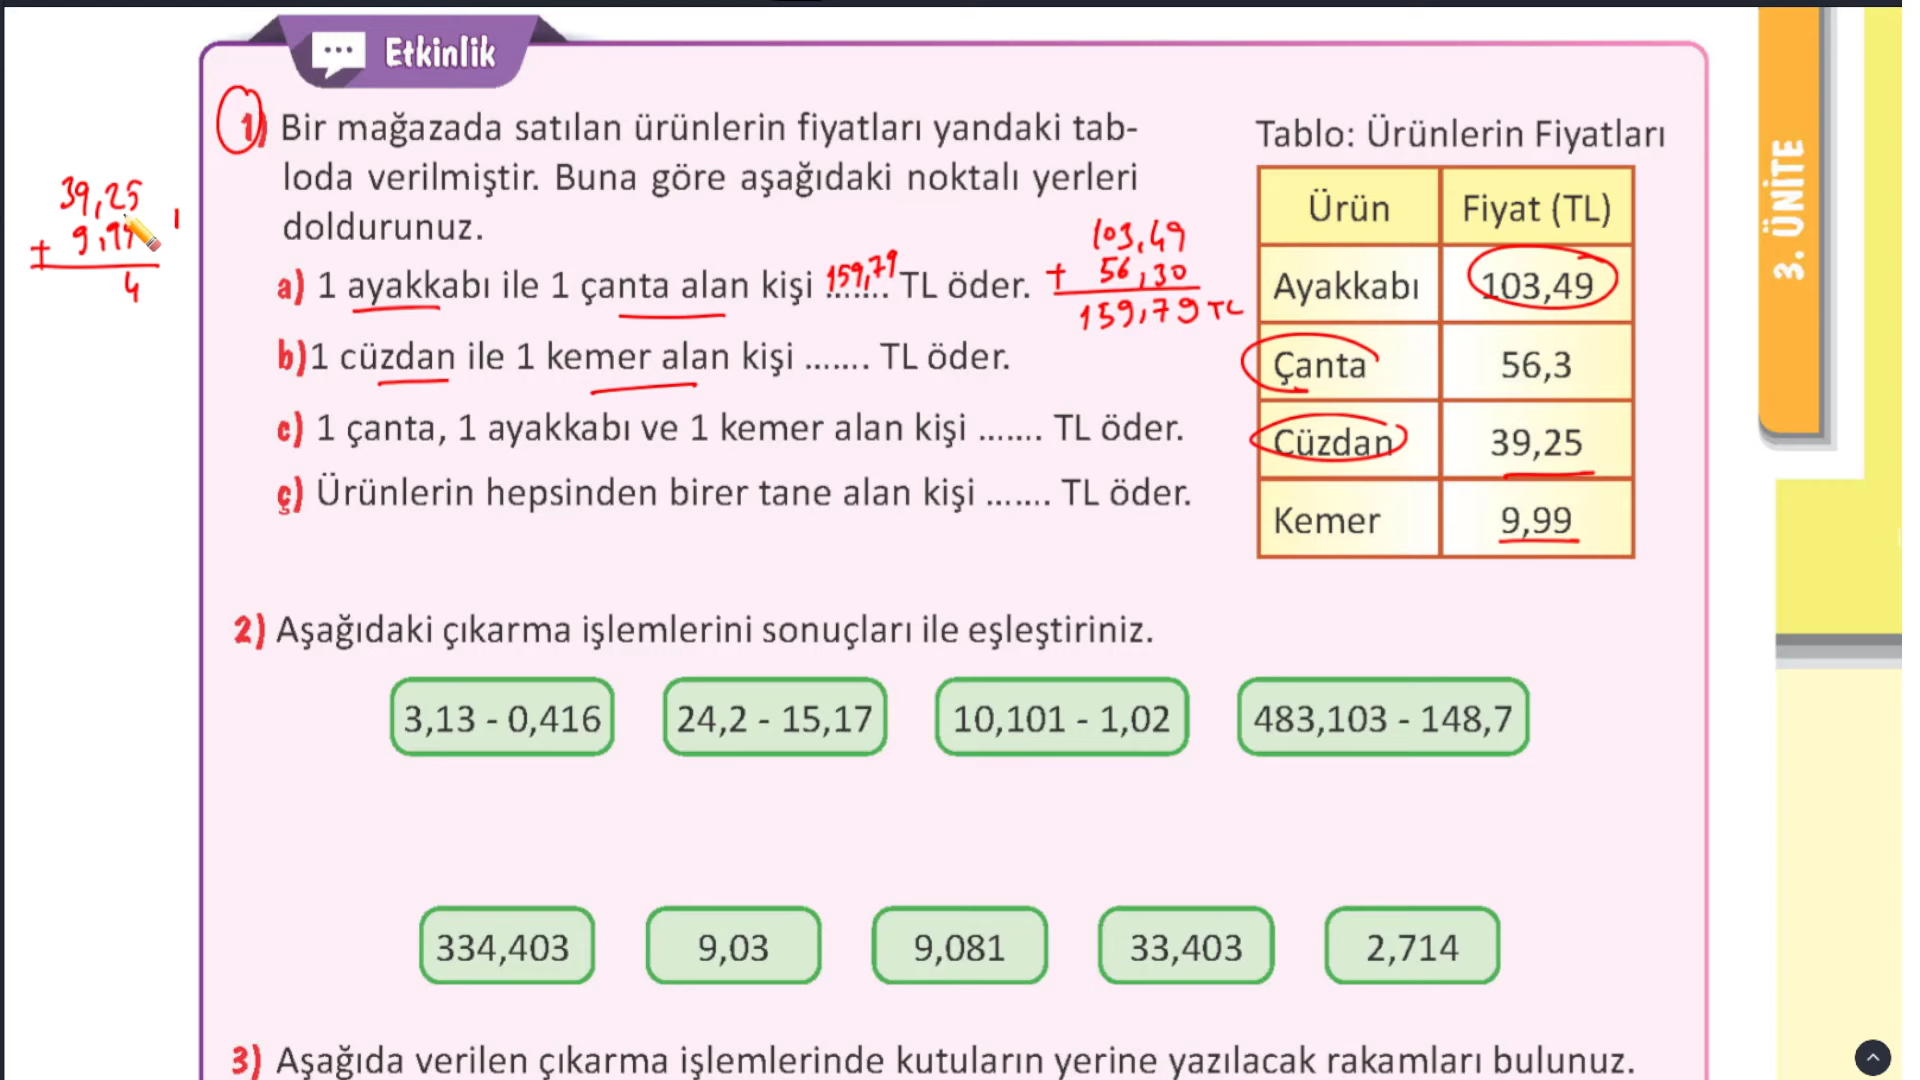 Etkinlik
1) Bir mağazada satılan ürünlerin fiyatları yandaki tab-
loda verilmiştir. Buna göre aşağıdaki noktalı yerleri
doldurunuz.
a) 1 ayakkabı ile 1 çanta alan kişi ....... TL öder.
159,79
b)1 cüzdan ile 1 kemer alan kişi ....... TL öder.
c) 1 çanta, 1 ayakkabı ve 1 kemer alan kişi ....... TL öder.
ç) Ürünlerin hepsinden birer tane alan kişi ....... TL öder.
39,25
+ 9,9
4
1
103,49
+ 56,30
159,79 TL
Tablo: Ürünlerin Fiyatları
Ürün Fiyat (TL)
Ayakkabı 103,49
Çanta 56,3
Cüzdan 39,25
Kemer 9,99
2) Aşağıdaki çıkarma işlemlerini sonuçları ile eşleştiriniz.
3,13 - 0,416 24,2 - 15,17 10,101 - 1,02 483,103 - 148,7
334,403 9,03 9,081 33,403 2,714
3) Aşağıda verilen çıkarma işlemlerinde kutuların yerine yazılacak rakamları bulunuz.
3. ÜNİTE